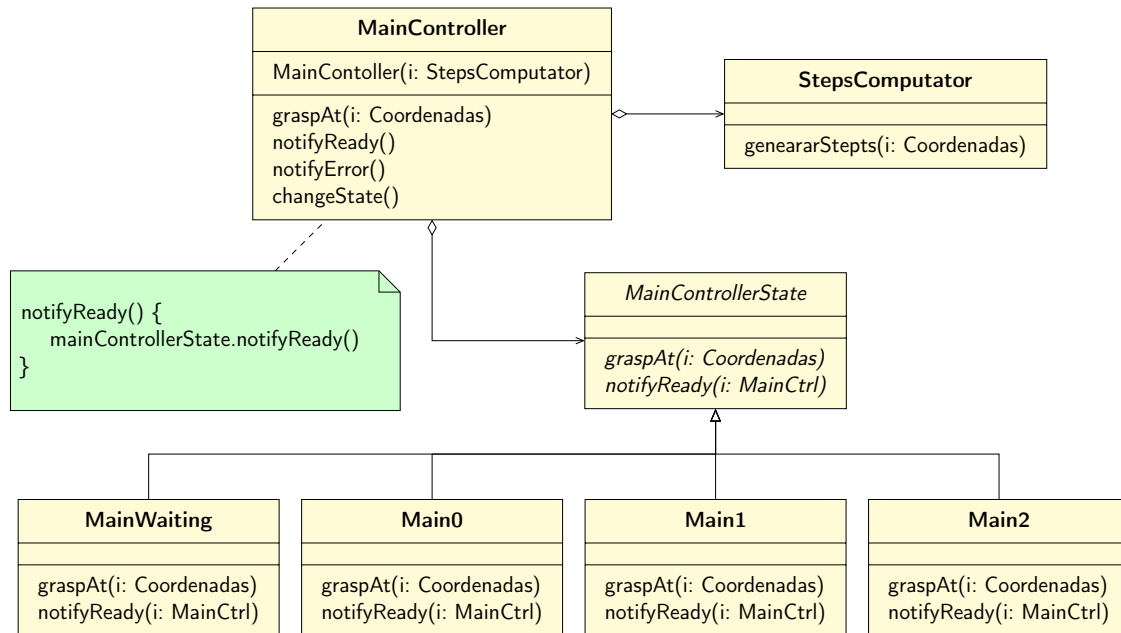 MainController
MainContoller(i: StepsComputator)
graspAt(i: Coordenadas)
notifyReady()
notifyError()
changeState()
StepsComputator
geneararStepts(i: Coordenadas)
notifyReady() {
mainControllerState.notifyReady()
}
MainControllerState
graspAt(i: Coordenadas)
notifyReady(i: MainCtrl)
MainWaiting
graspAt(i: Coordenadas)
notifyReady(i: MainCtrl)
Main0
graspAt(i: Coordenadas)
notifyReady(i: MainCtrl)
Main1
graspAt(i: Coordenadas)
notifyReady(i: MainCtrl)
Main2
graspAt(i: Coordenadas)
notifyReady(i: MainCtrl)